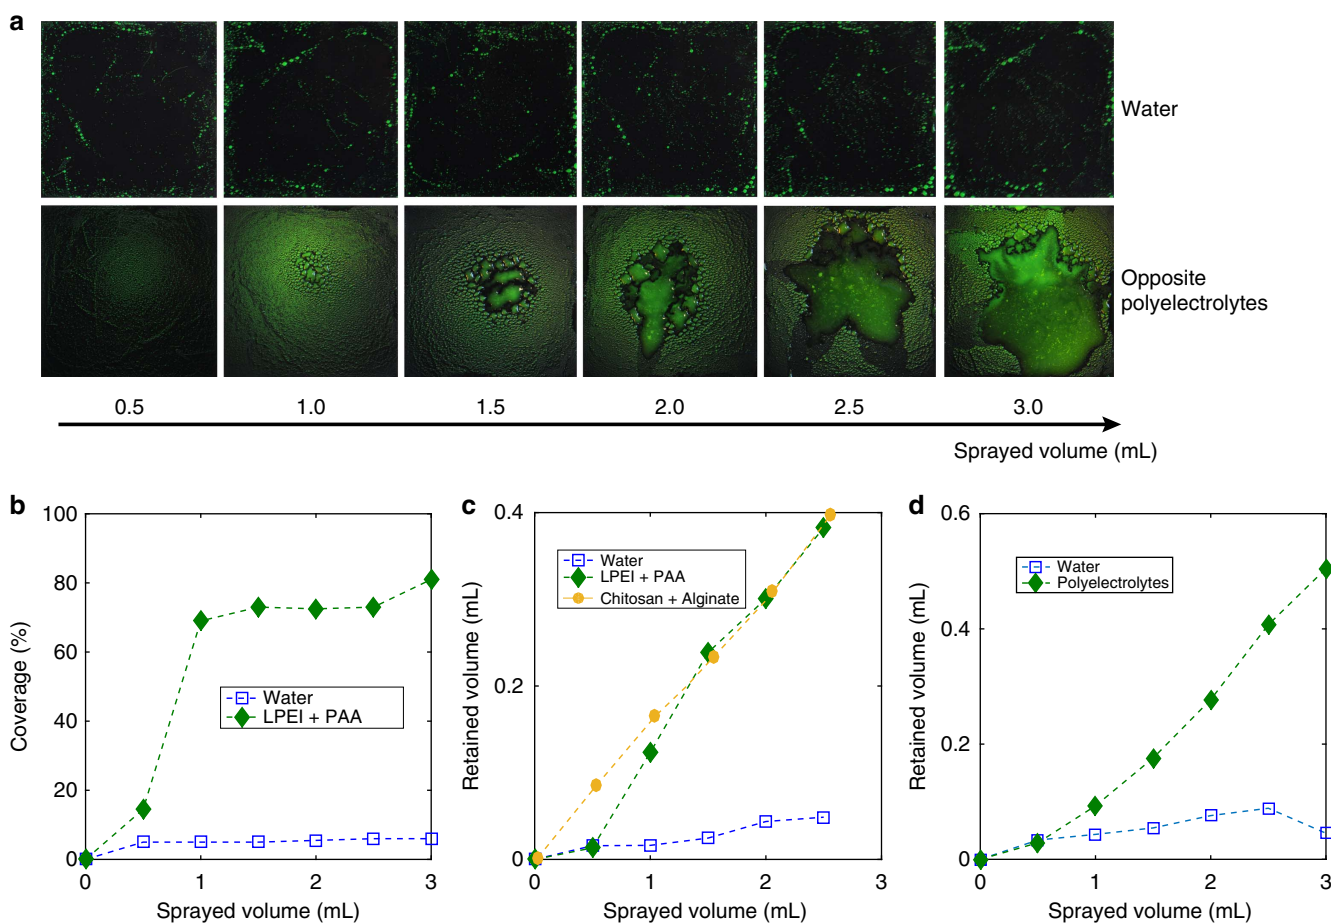 a
Water
Opposite
polyelectrolytes
0.5 1.0 1.5 2.0 2.5 3.0
Sprayed volume (mL)
b
100
80
60
40
20
0
0 1 2 3
Coverage (%)
Sprayed volume (mL)
Water
LPEI + PAA
c
0.4
0.2
0
0 1 2 3
Retained volume (mL)
Sprayed volume (mL)
Water
LPEI + PAA
Chitosan + Alginate
d
0.6
0.4
0.2
0
0 1 2 3
Retained volume (mL)
Sprayed volume (mL)
Water
Polyelectrolytes